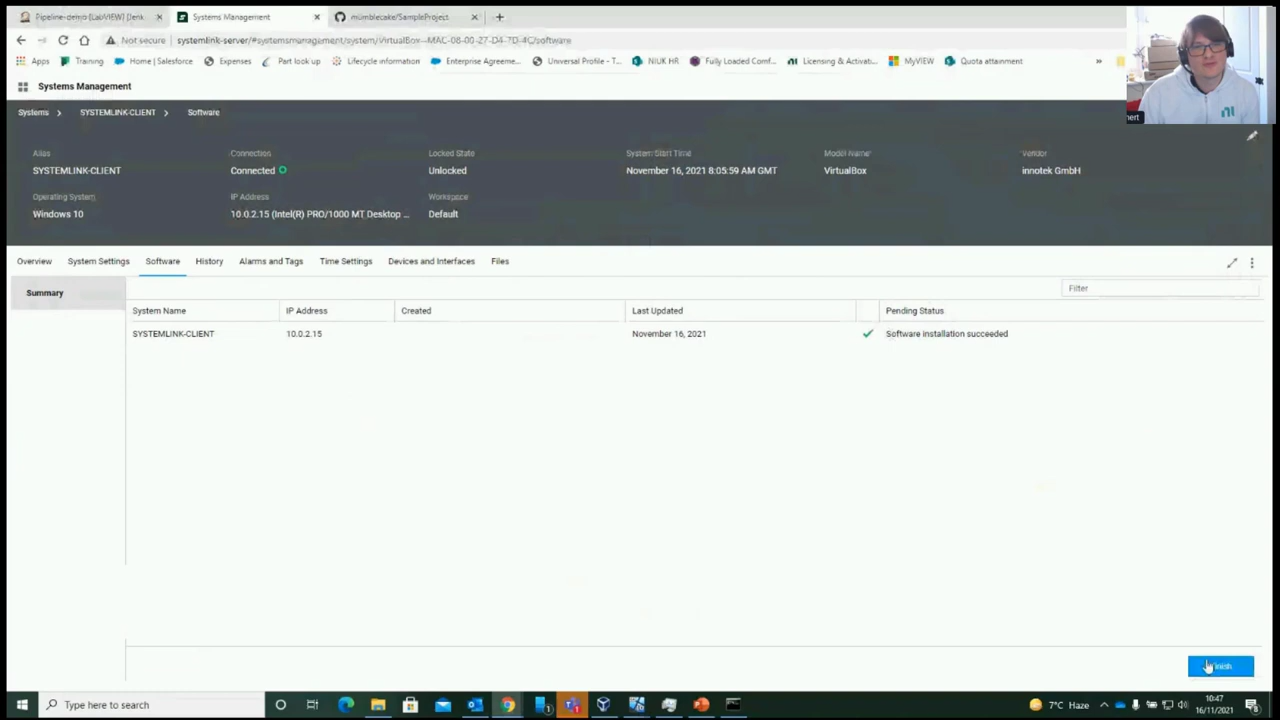 Pipeline-demo [LabVIEW] [Jenk
Systems Management
mumblecake/SampleProject
Not secure
systemlink-server/#systemsmanagement/system/VirtualBox--MAC-08-00-27-D4-7D-4C/software
Apps
Training
Home | Salesforce
Expenses
Part look up
Lifecycle information
Enterprise Agreeme...
Universal Profile - T...
NIUK HR
Fully Loaded Comf...
Licensing & Activati...
MyVIEW
Quota attainment
»
Systems Management
Systems
SYSTEMLINK-CLIENT
Software
Alias
Connection
Locked State
System Start Time
Model Name
Vendor
SYSTEMLINK-CLIENT
Connected
Unlocked
November 16, 2021 8:05:59 AM GMT
VirtualBox
innotek GmbH
Operating System
IP Address
Workspace
Windows 10
10.0.2.15 (Intel(R) PRO/1000 MT Desktop ...
Default
Overview
System Settings
Software
History
Alarms and Tags
Time Settings
Devices and Interfaces
Files
Summary
Filter
System Name
IP Address
Created
Last Updated
Pending Status
SYSTEMLINK-CLIENT
10.0.2.15
November 16, 2021
Software installation succeeded
Finish
Type here to search
7°C Haze
10:47
16/11/2021